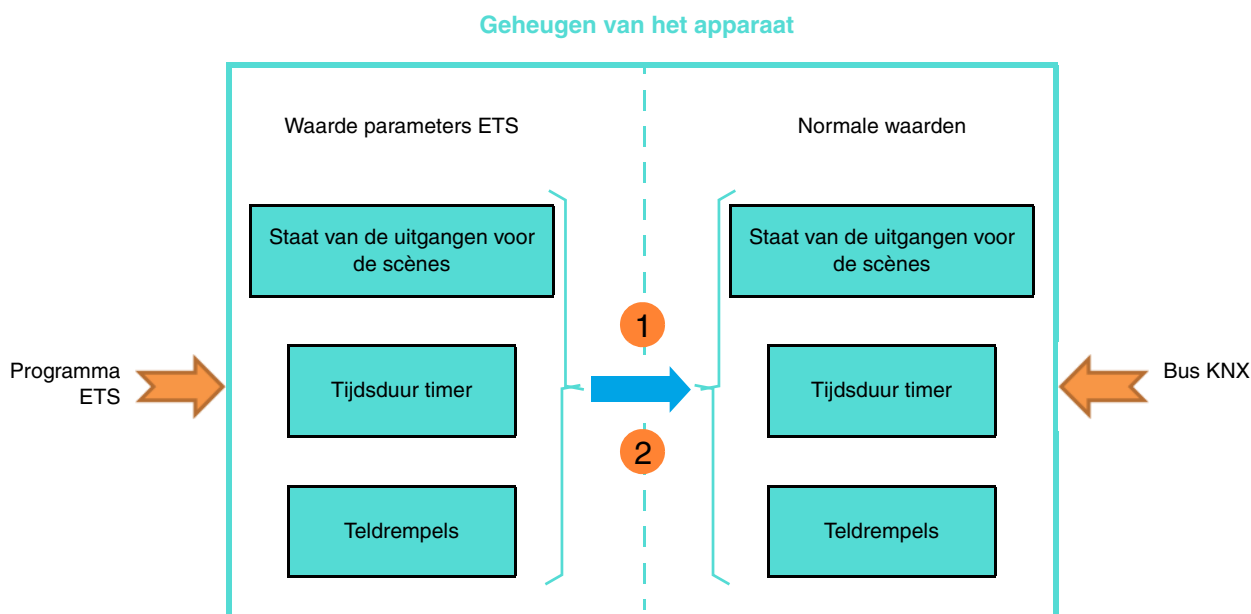 Geheugen van het apparaat
Waarde parameters ETS
Normale waarden
Staat van de uitgangen voor
de scènes
Staat van de uitgangen voor
de scènes
1
Programma
ETS
Tijdsduur timer
Tijdsduur timer
Bus KNX
2
Teldrempels
Teldrempels